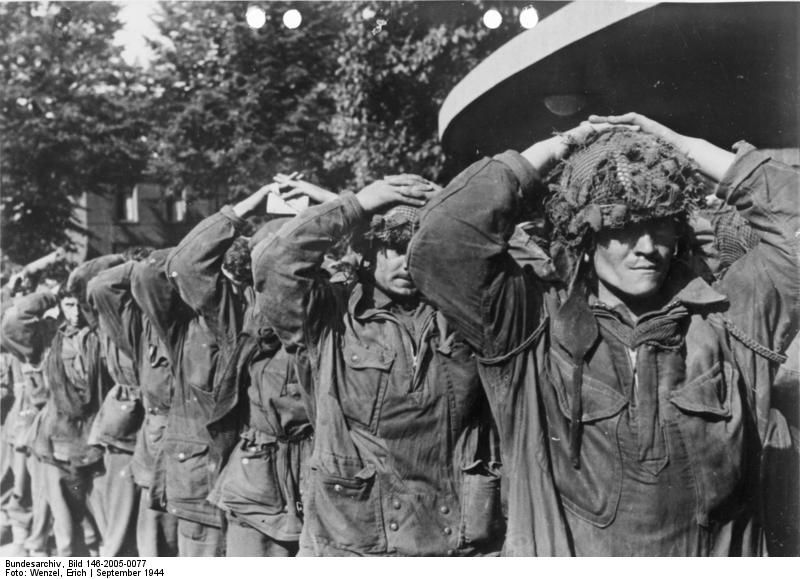 Bundesarchiv, Bild 146-2005-0077
Foto: Wenzel, Erich | September 1944